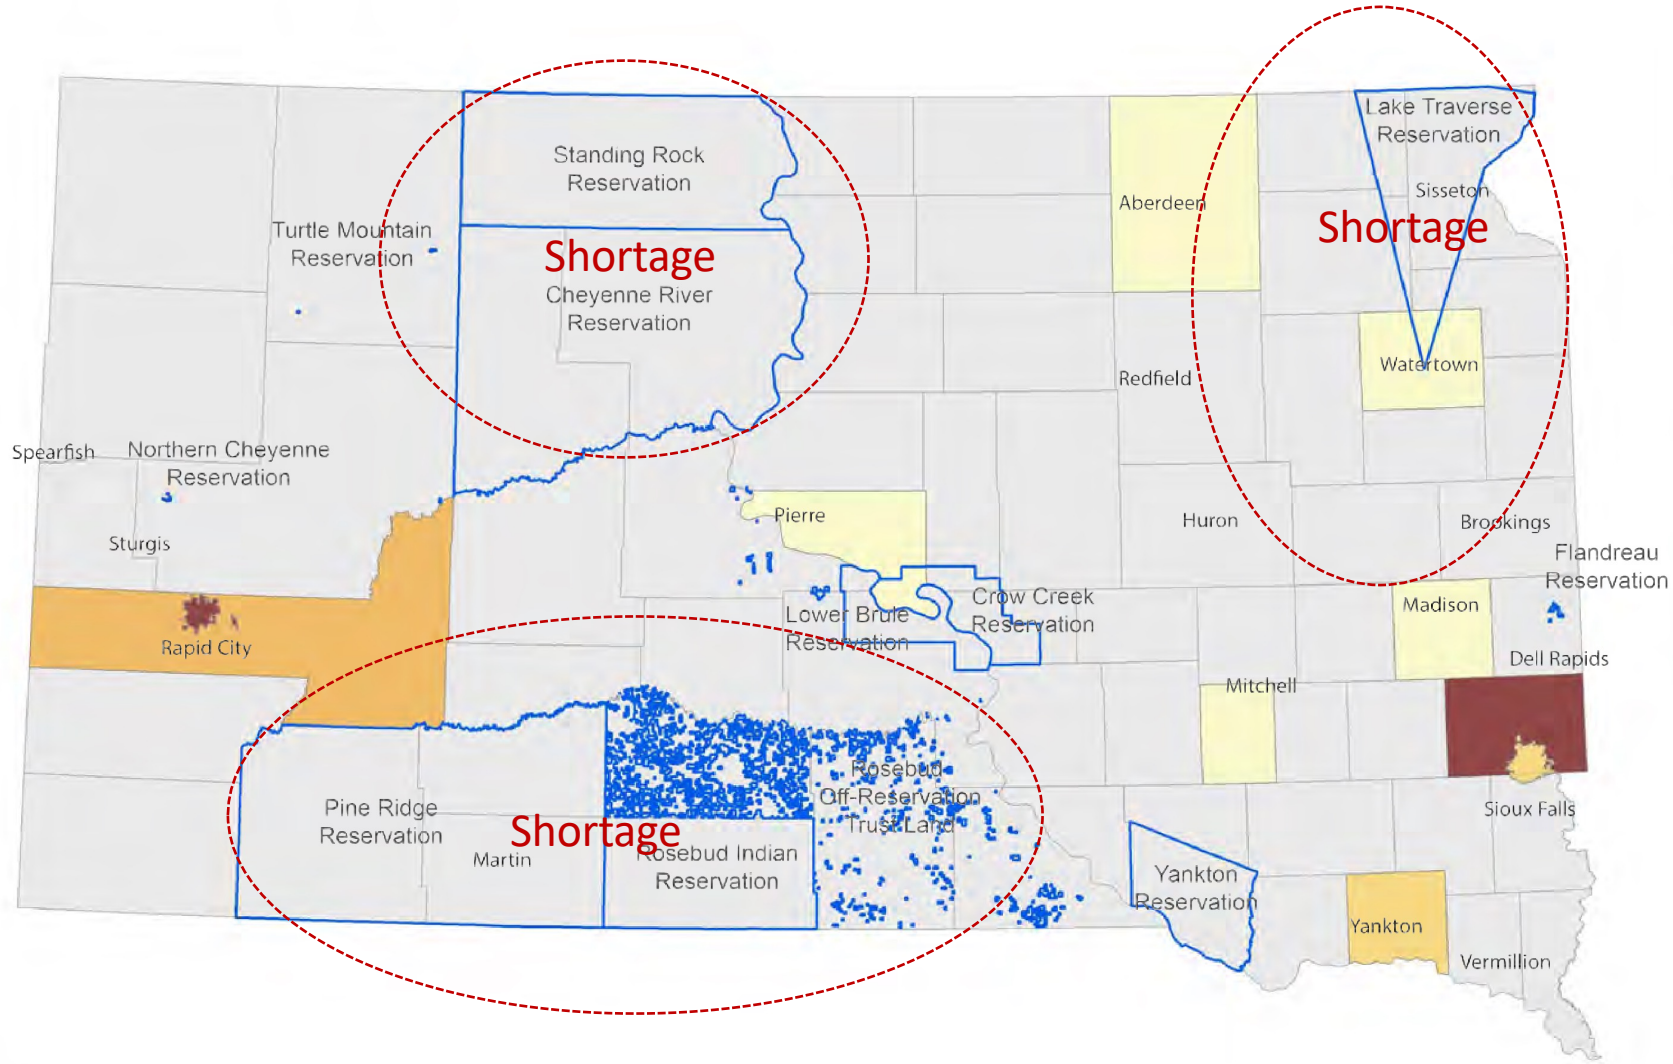 Lake Traverse
Reservation
Standing Rock
Reservation
Sisseton
Aberdeen
Shortage
Turtle Mountain
Reservation
Shortage
Cheyenne River
Reservation
Watertown
Redfield
Spearfish
Northern Cheyenne
Reservation
Pierre
Huron
Brookings
Sturgis
Flandreau
Reservation
Crow Creek
Reservation
Madison
Lower Brule
Reservation
Rapid City
Dell Rapids
Mitchell
Rosebud
Off-Reservation
Trust Land
Pine Ridge
Reservation
Sioux Falls
Shortage
Martin
Rosebud Indian
Reservation
Yankton
Reservation
Yankton
Vermillion